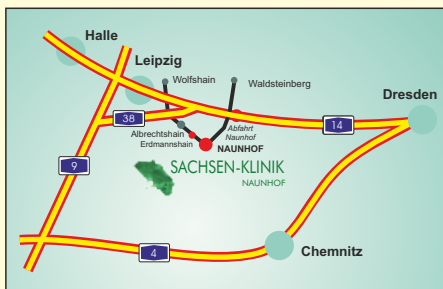 Halle
Leipzig
Wolfshain
Waldsteinberg
Dresden
38
14
Albrechtshain
Erdmannshain
Abfahrt
Naunhof
NAUNHOF
9
SACHSEN-KLINIK
NAUNHOF
4
Chemnitz